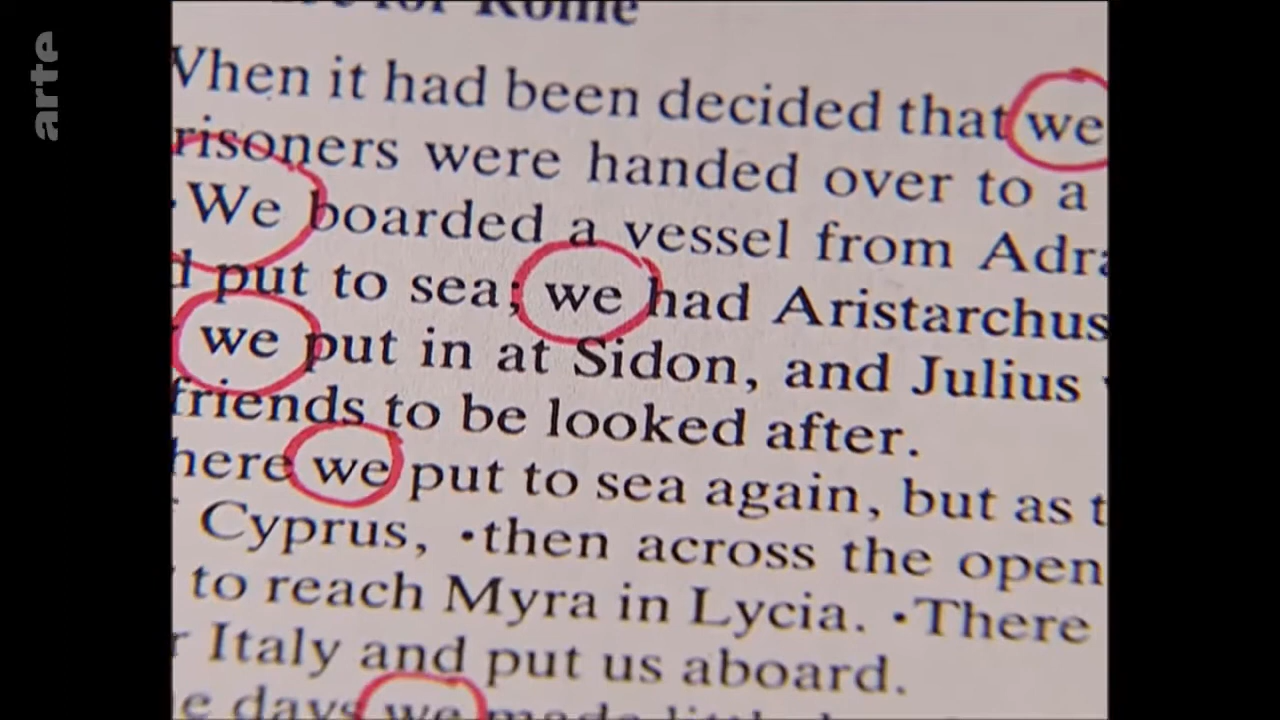 arte
for Rome
When it had been decided that we
risoners were handed over to a
We boarded a vessel from Adra
d put to sea; we had Aristarchus
we put in at Sidon, and Julius
friends to be looked after.
here we put to sea again, but as t
Cyprus, •then across the open
to reach Myra in Lycia. •There
r Italy and put us aboard.
e days we made little